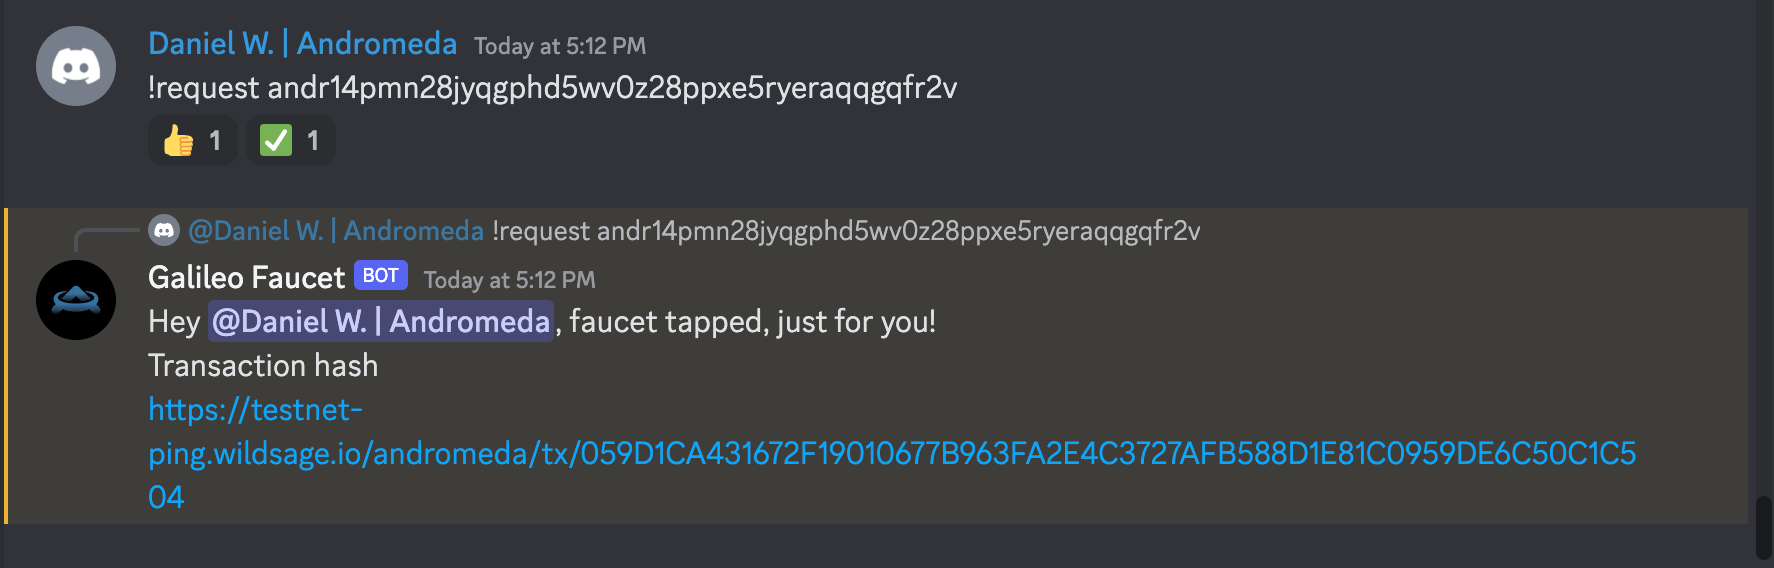 Daniel W. | Andromeda Today at 5:12 PM
!request andr14pmn28jyqgphd5wv0z28ppxe5ryeraqqgqfr2v
1 1
@Daniel W. | Andromeda !request andr14pmn28jyqgphd5wv0z28ppxe5ryeraqqgqfr2v
Galileo Faucet BOT Today at 5:12 PM
Hey @Daniel W. | Andromeda, faucet tapped, just for you!
Transaction hash
https://testnet-
ping.wildsage.io/andromeda/tx/059D1CA431672F19010677B963FA2E4C3727AFB588D1E81C0959DE6C50C1C5
04